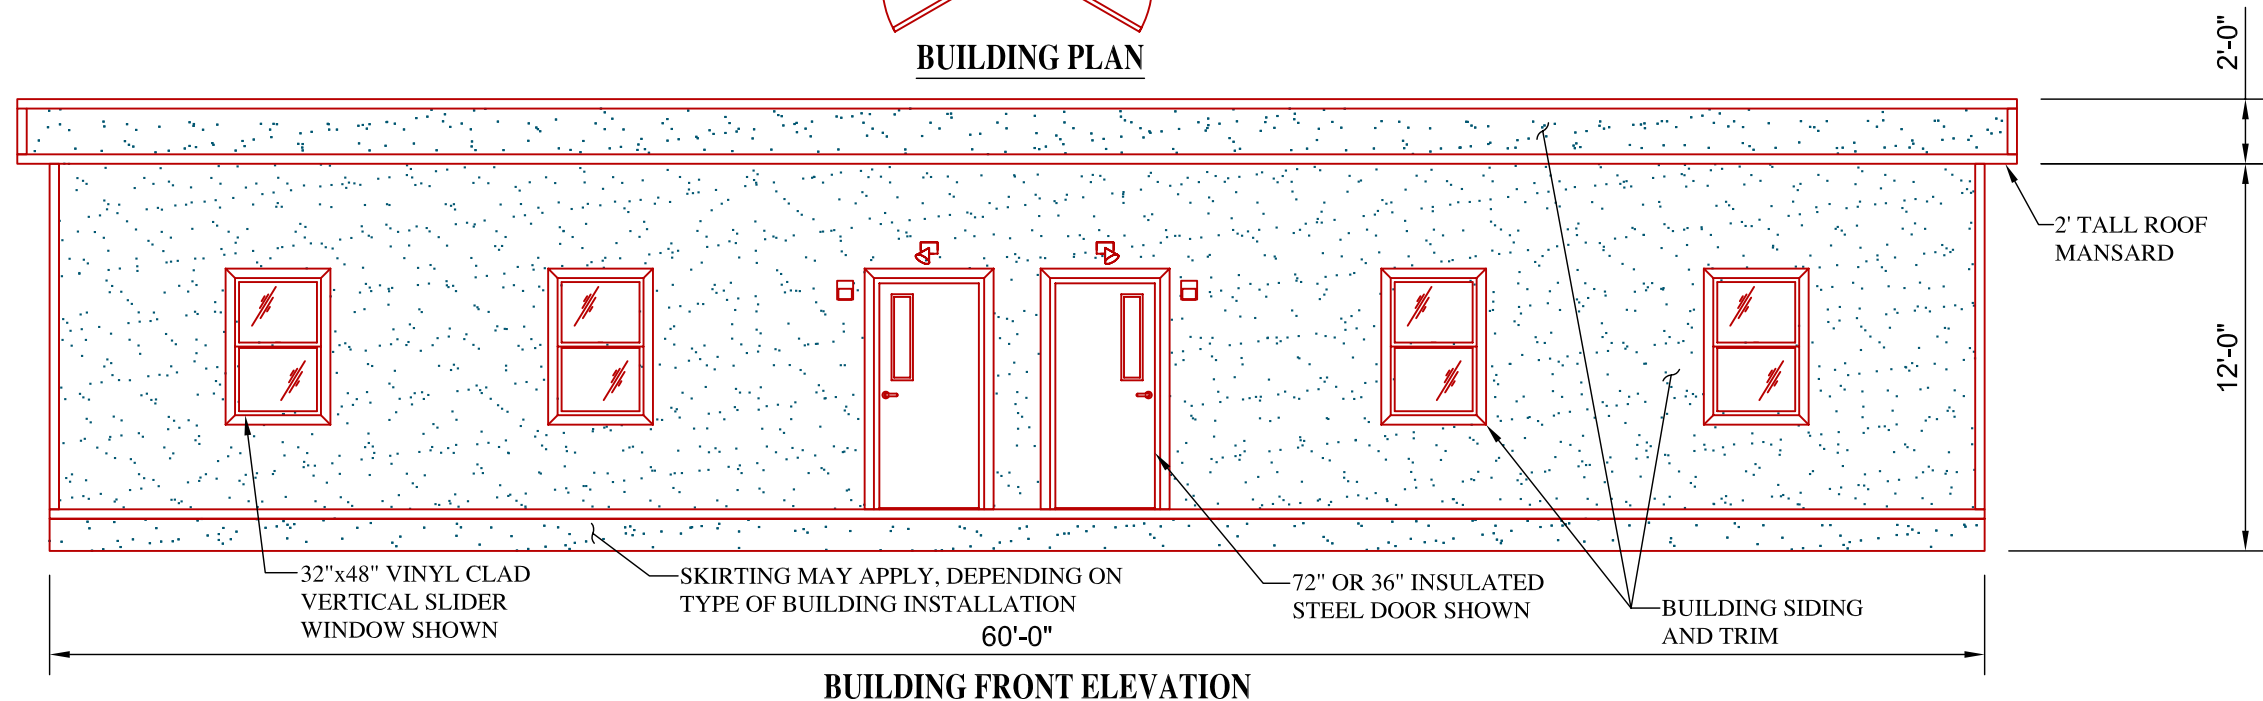 BUILDING PLAN
2'-0"
2' TALL ROOF
MANSARD
12'-0"
32"x48" VINYL CLAD
VERTICAL SLIDER
WINDOW SHOWN
SKIRTING MAY APPLY, DEPENDING ON
TYPE OF BUILDING INSTALLATION
72" OR 36" INSULATED
STEEL DOOR SHOWN
BUILDING SIDING
AND TRIM
60'-0"
BUILDING FRONT ELEVATION